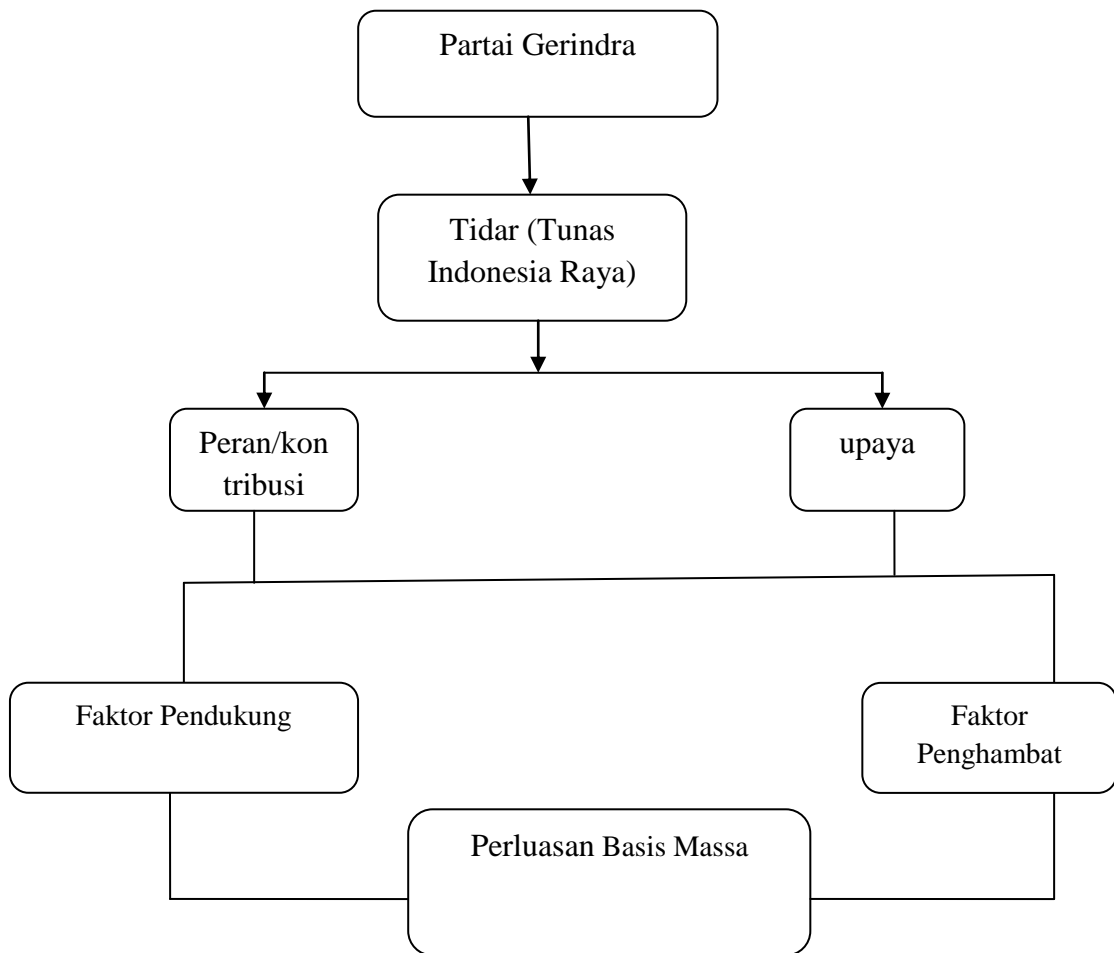 Partai Gerindra
Tidar (Tunas
Indonesia Raya)
Peran/kon
tribusi
upaya
Faktor Pendukung
Faktor
Penghambat
Perluasan Basis Massa